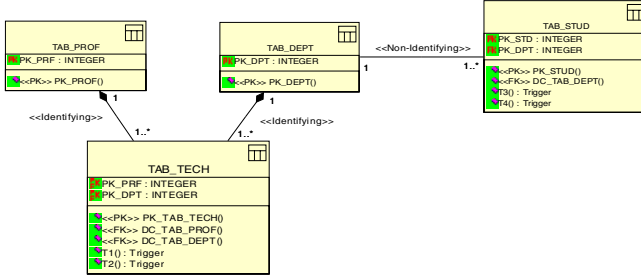 TAB_PROF
PK_PRF : INTEGER
<<PK>> PK_PROF()
TAB_DEPT
PK_DPT : INTEGER
<<PK>> PK_DEPT()
<<Non-Identifying>>
1
1..*
TAB_STUD
PK_STD : INTEGER
PK_DPT : INTEGER
<<PK>> PK_STUD()
<<FK>> DC_TAB_DEPT()
T3() : Trigger
T4() : Trigger
1
1
<<Identifying>>
<<Identifying>>
1..*
1..*
TAB_TECH
PK_PRF : INTEGER
PK_DPT : INTEGER
<<PK>> PK_TAB_TECH()
<<FK>> DC_TAB_PROF()
<<FK>> DC_TAB_DEPT()
T1() : Trigger
T2() : Trigger